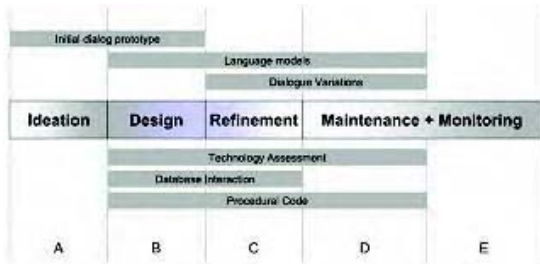 Initial dialog prototype
Language models
Dialogue Variations
Ideation Design Refinement Maintenance + Monitoring
Technology Assessment
Database Interaction
Procedural Code
A B C D E